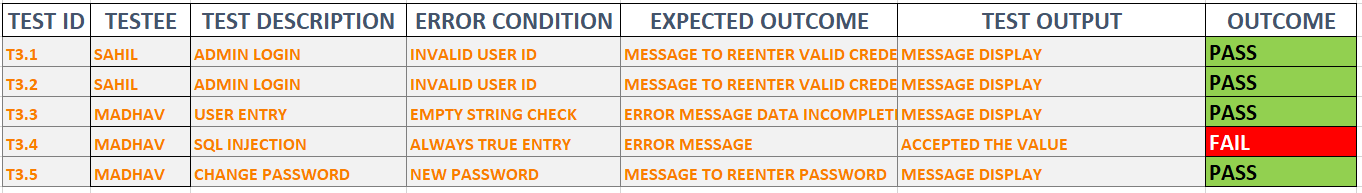 TEST ID TESTEE TEST DESCRIPTION ERROR CONDITION EXPECTED OUTCOME TEST OUTPUT OUTCOME
T3.1 SAHIL ADMIN LOGIN INVALID USER ID MESSAGE TO REENTER VALID CREDE MESSAGE DISPLAY PASS
T3.2 SAHIL ADMIN LOGIN INVALID USER ID MESSAGE TO REENTER VALID CREDE MESSAGE DISPLAY PASS
T3.3 MADHAV USER ENTRY EMPTY STRING CHECK ERROR MESSAGE DATA INCOMPLETI MESSAGE DISPLAY PASS
T3.4 MADHAV SQL INJECTION ALWAYS TRUE ENTRY ERROR MESSAGE ACCEPTED THE VALUE FAIL
T3.5 MADHAV CHANGE PASSWORD NEW PASSWORD MESSAGE TO REENTER PASSWORD MESSAGE DISPLAY PASS